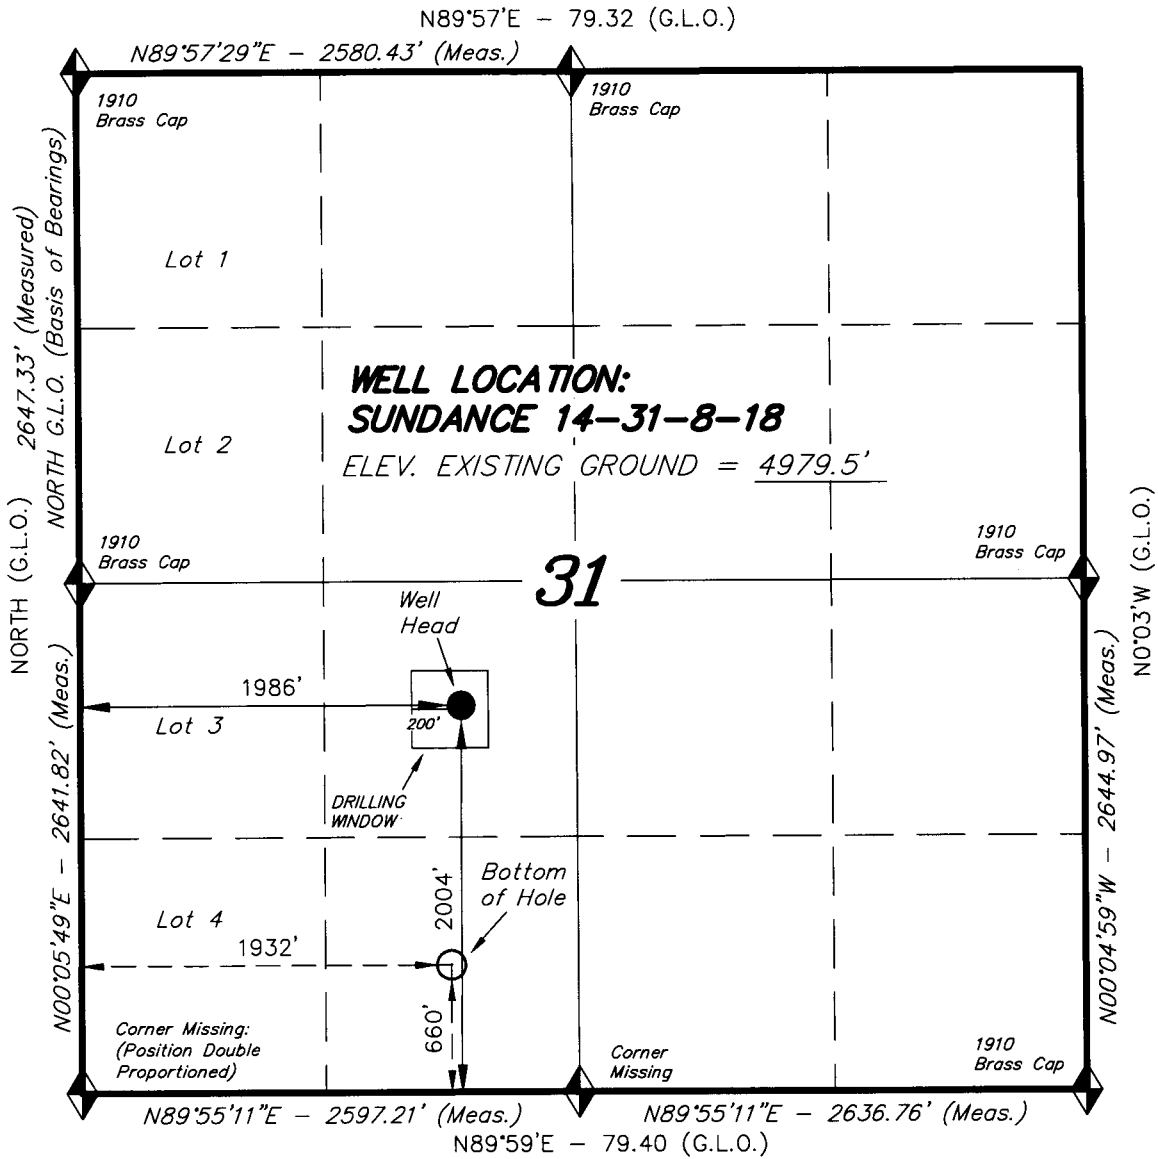 N89°57'E – 79.32 (G.L.O.)
N89°57'29"E – 2580.43' (Meas.)
1910
Brass Cap
1910
Brass Cap
2647.33' (Measured)
NORTH G.L.O. (Basis of Bearings)
NORTH (G.L.O.)
Lot 1
WELL LOCATION:
SUNDANCE 14–31–8–18
ELEV. EXISTING GROUND = 4979.5'
Lot 2
1910
Brass Cap
1910
Brass Cap
31
N0°03'W (G.L.O.)
Well
Head
1986'
200'
Lot 3
DRILLING
WINDOW
N00°05'49"E – 2641.82' (Meas.)
N00°04'59"W – 2644.97' (Meas.)
2004'
Bottom
of Hole
Lot 4
1932'
660'
Corner Missing:
(Position Double
Proportioned)
Corner
Missing
1910
Brass Cap
N89°55'11"E – 2597.21' (Meas.)
N89°55'11"E – 2636.76' (Meas.)
N89°59'E – 79.40 (G.L.O.)